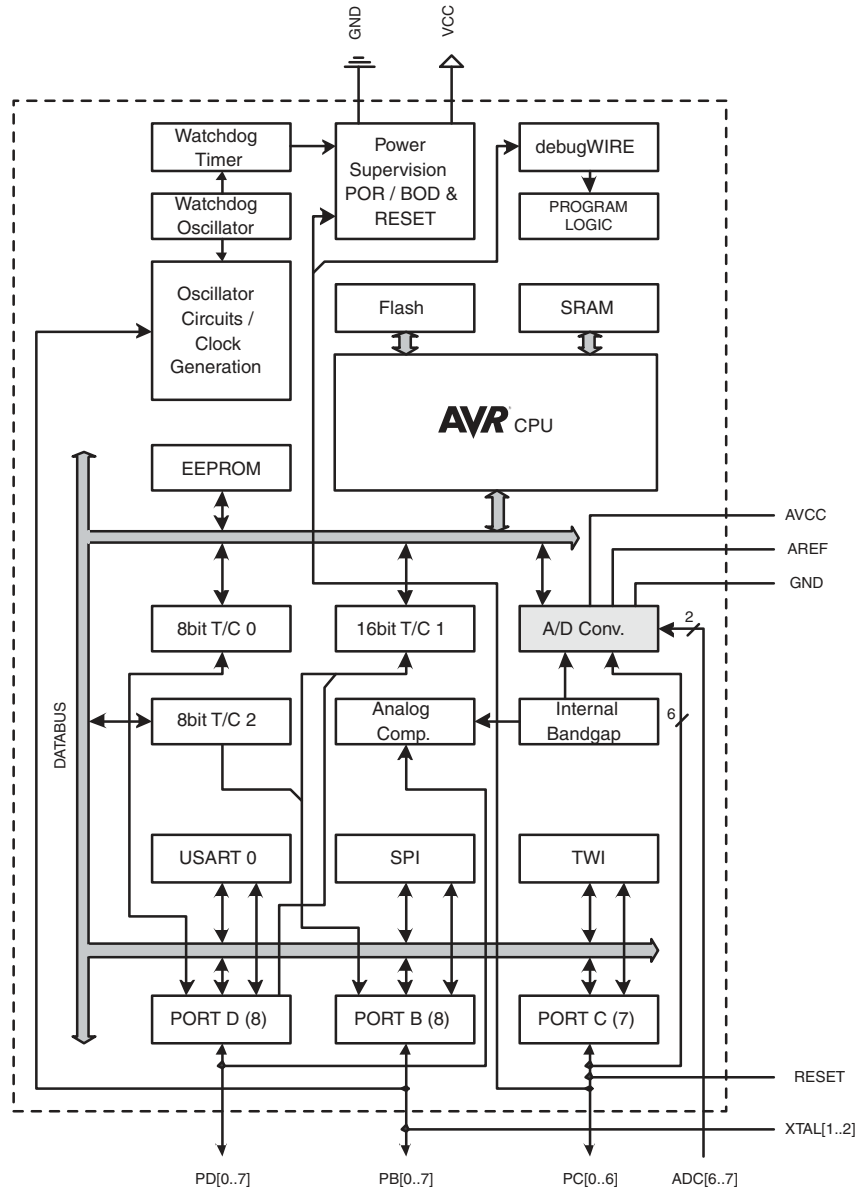 GND
VCC
Watchdog
Timer
Power
Supervision
POR / BOD &
RESET
debugWIRE
Watchdog
Oscillator
PROGRAM
LOGIC
Oscillator
Circuits /
Clock
Generation
Flash
SRAM
AVR CPU
EEPROM
AVCC
AREF
GND
8bit T/C 0
16bit T/C 1
A/D Conv.
2
8bit T/C 2
Analog
Comp.
Internal
Bandgap
6
DATABUS
USART 0
SPI
TWI
PORT D (8)
PORT B (8)
PORT C (7)
RESET
XTAL[1..2]
PD[0..7]
PB[0..7]
PC[0..6]
ADC[6..7]